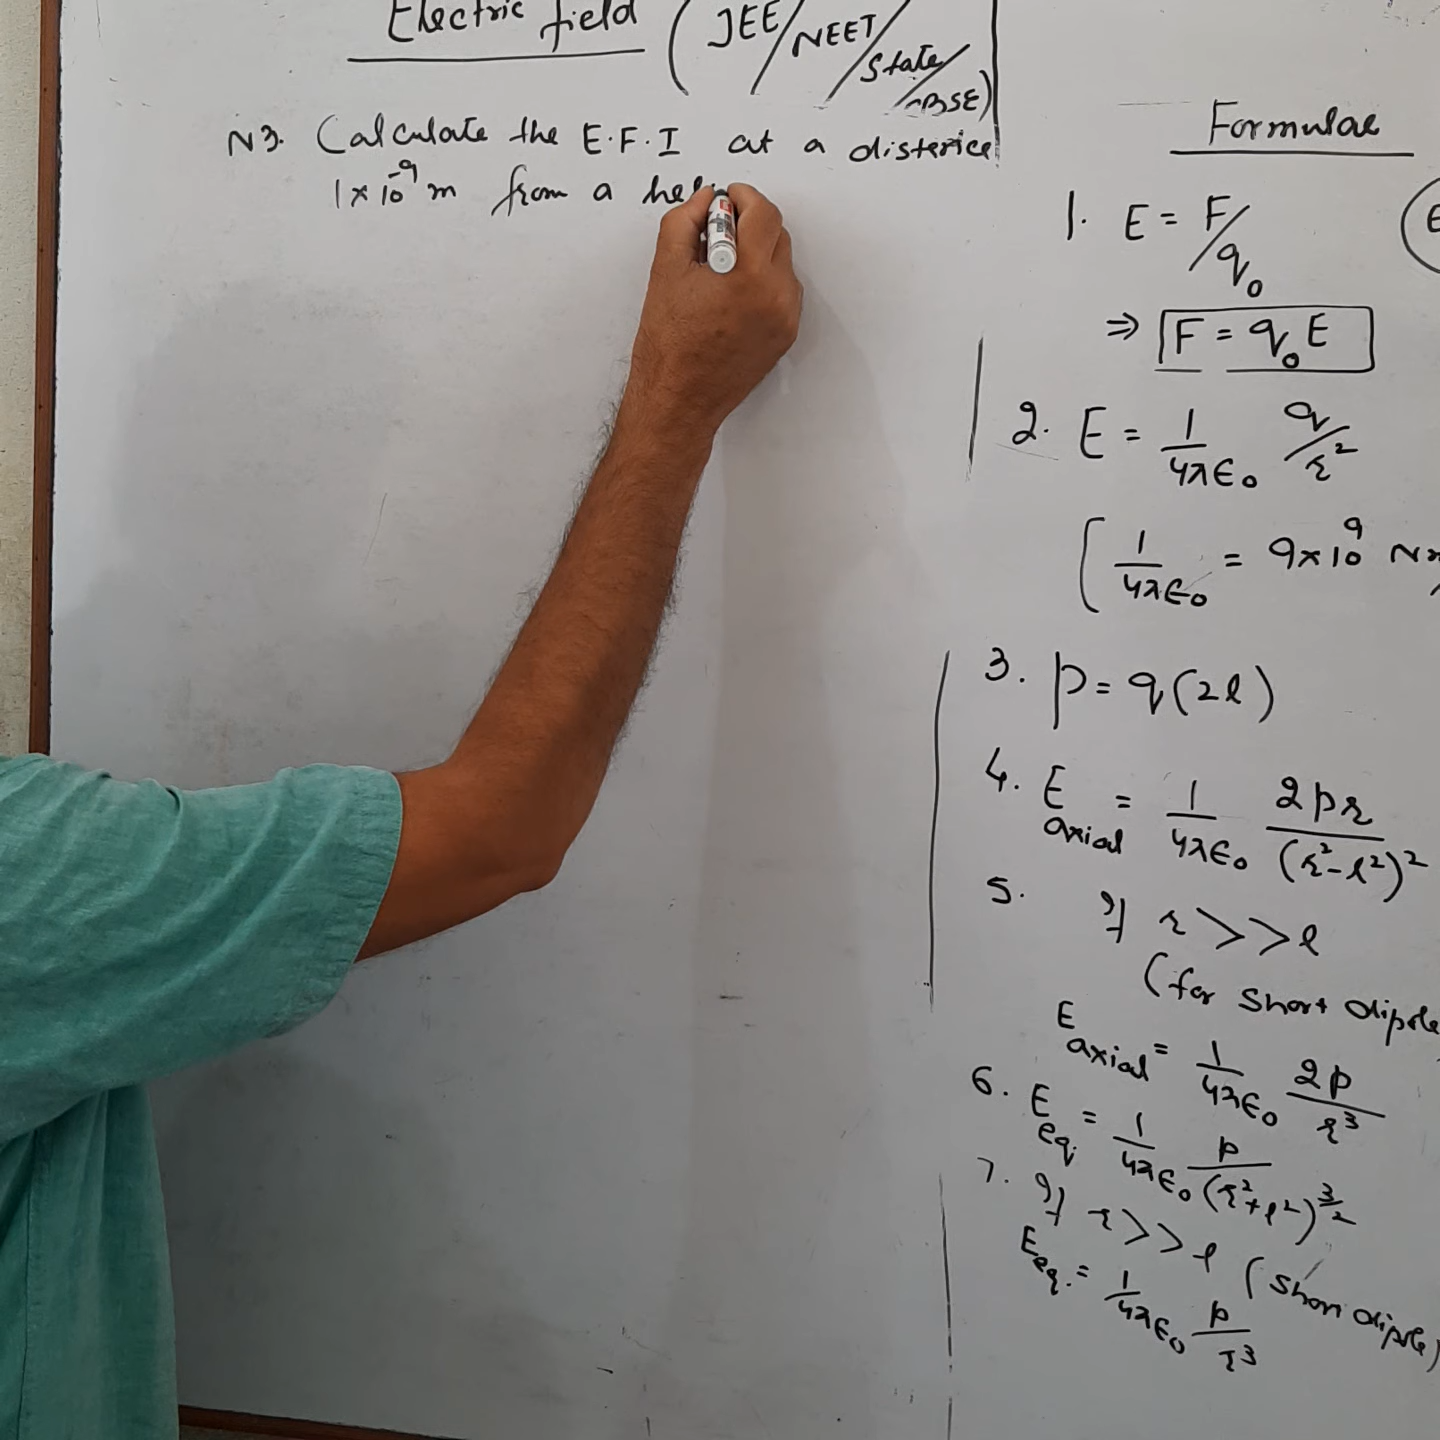 Electric field (JEE/NEET/State/CBSE)
N3. Calculate the E.F.I at a distance
1×10⁻⁹m from a hel
Formulae
1. E = F/q₀
⇒ F = q₀E
2. E = 1/4πϵ₀ q/r²
[1/4πϵ₀ = 9×10⁹ N
3. p = q(2l)
4. E axial = 1/4πϵ₀ 2pr/(r²-l²)²
5. If r >> l
(for short dipole
E axial = 1/4πϵ₀ 2p/r³
6. E eq. = 1/4πϵ₀ p/(r²+l²)^3/2
7. If r >> l (short dipole)
E eq. = 1/4πϵ₀ p/r³